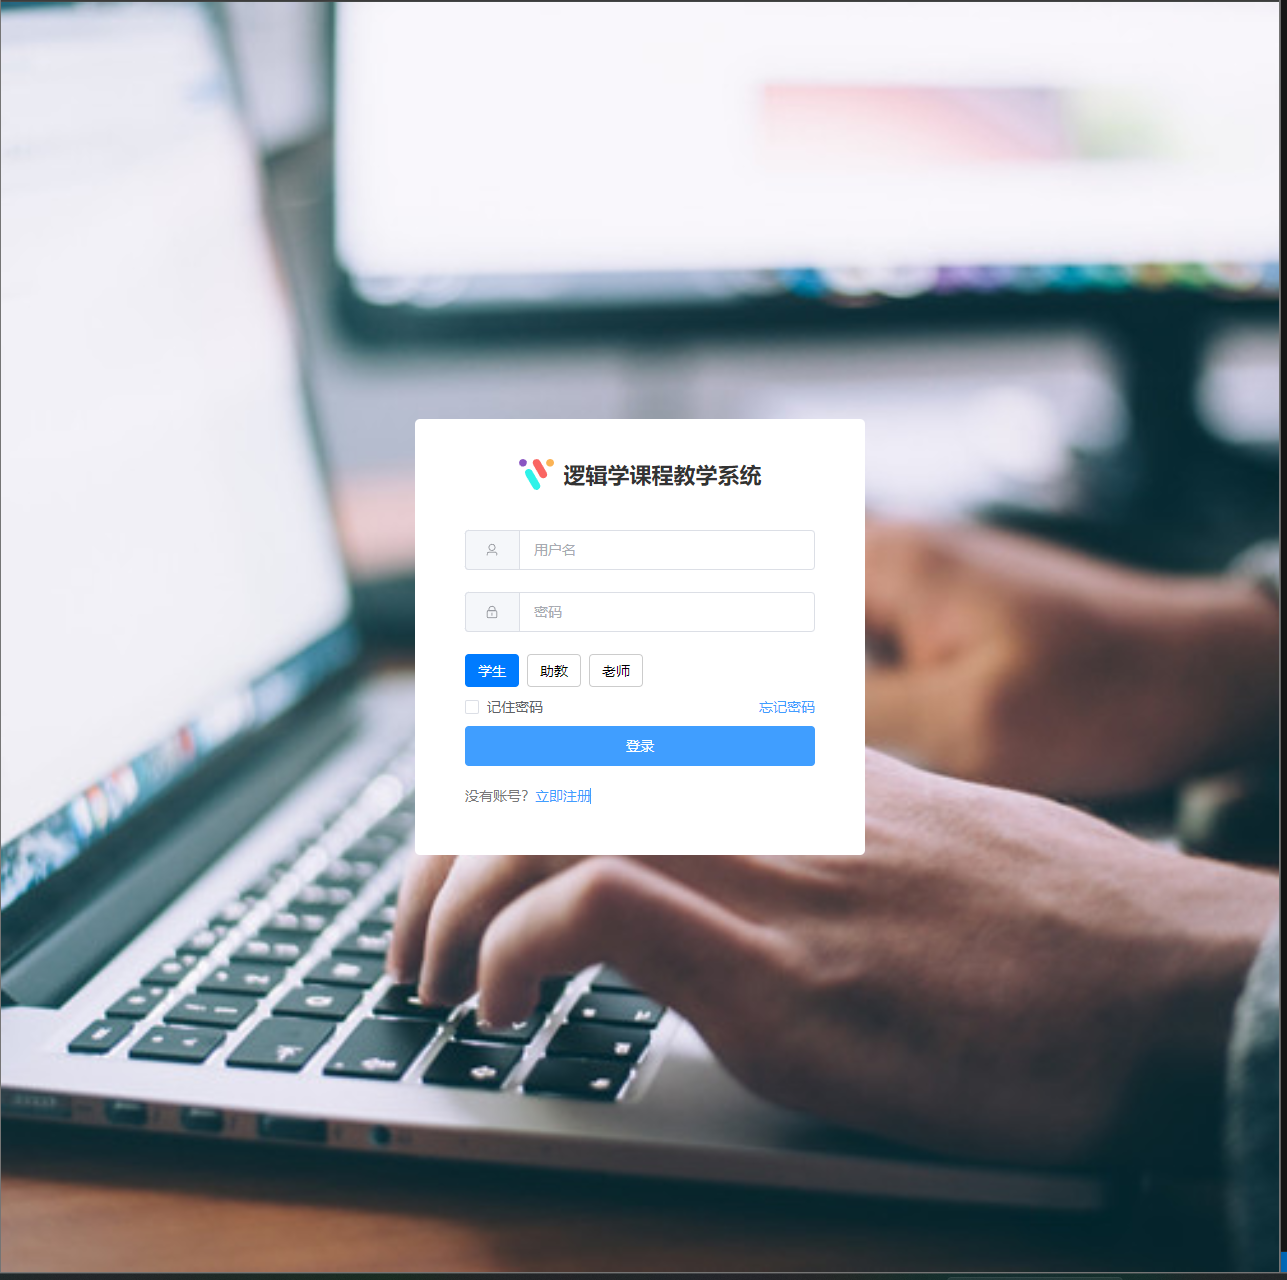 逻辑学课程教学系统
用户名
密码
学生 助教 老师
记住密码 忘记密码
登录
没有账号？立即注册